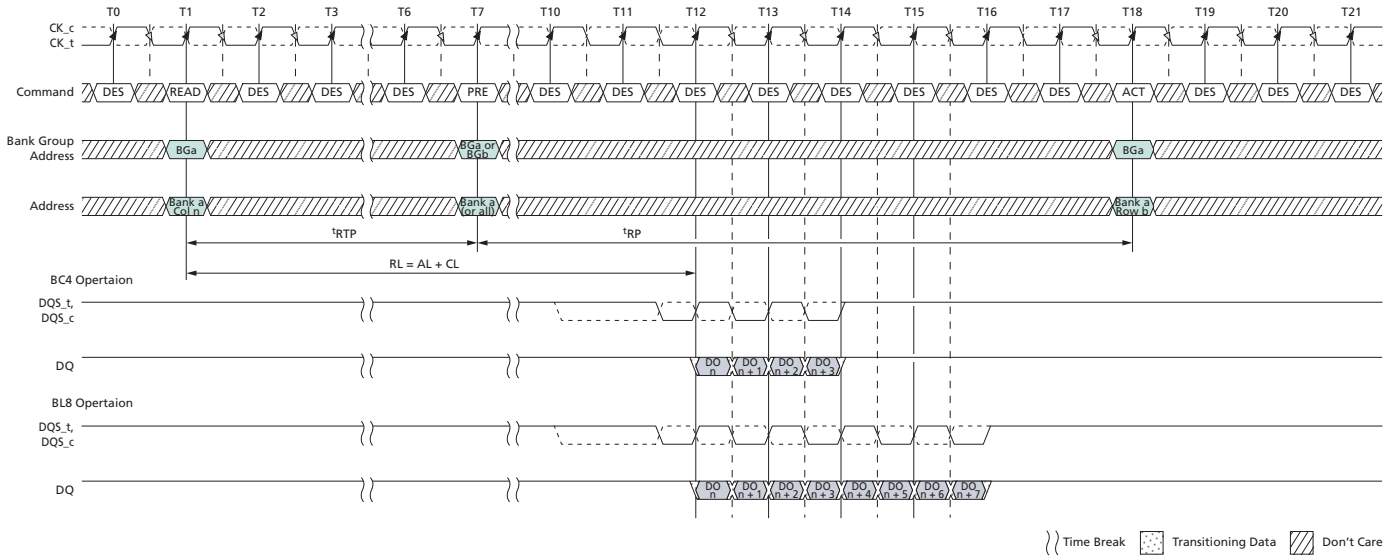 T0 T1 T2 T3 T6 T7 T10 T11 T12 T13 T14 T15 T16 T17 T18 T19 T20 T21
CK_c
CK_t
Command DES READ DES DES DES PRE DES DES DES DES DES DES DES DES ACT DES DES DES
Bank Group
Address
BGa
BGa or
BGb
BGa
Address
Bank a
Col n
Bank a
(or all)
Bank a
Row b
tRTP tRP
RL = AL + CL
BC4 Opertaion
DQS_t,
DQS_c
DQ
DO
n
DO
n + 1
DO
n + 2
DO
n + 3
BL8 Opertaion
DQS_t,
DQS_c
DQ
DO
n
DO
n + 1
DO
n + 2
DO
n + 3
DO
n + 4
DO
n + 5
DO
n + 6
DO
n + 7
Time Break Transitioning Data Don't Care